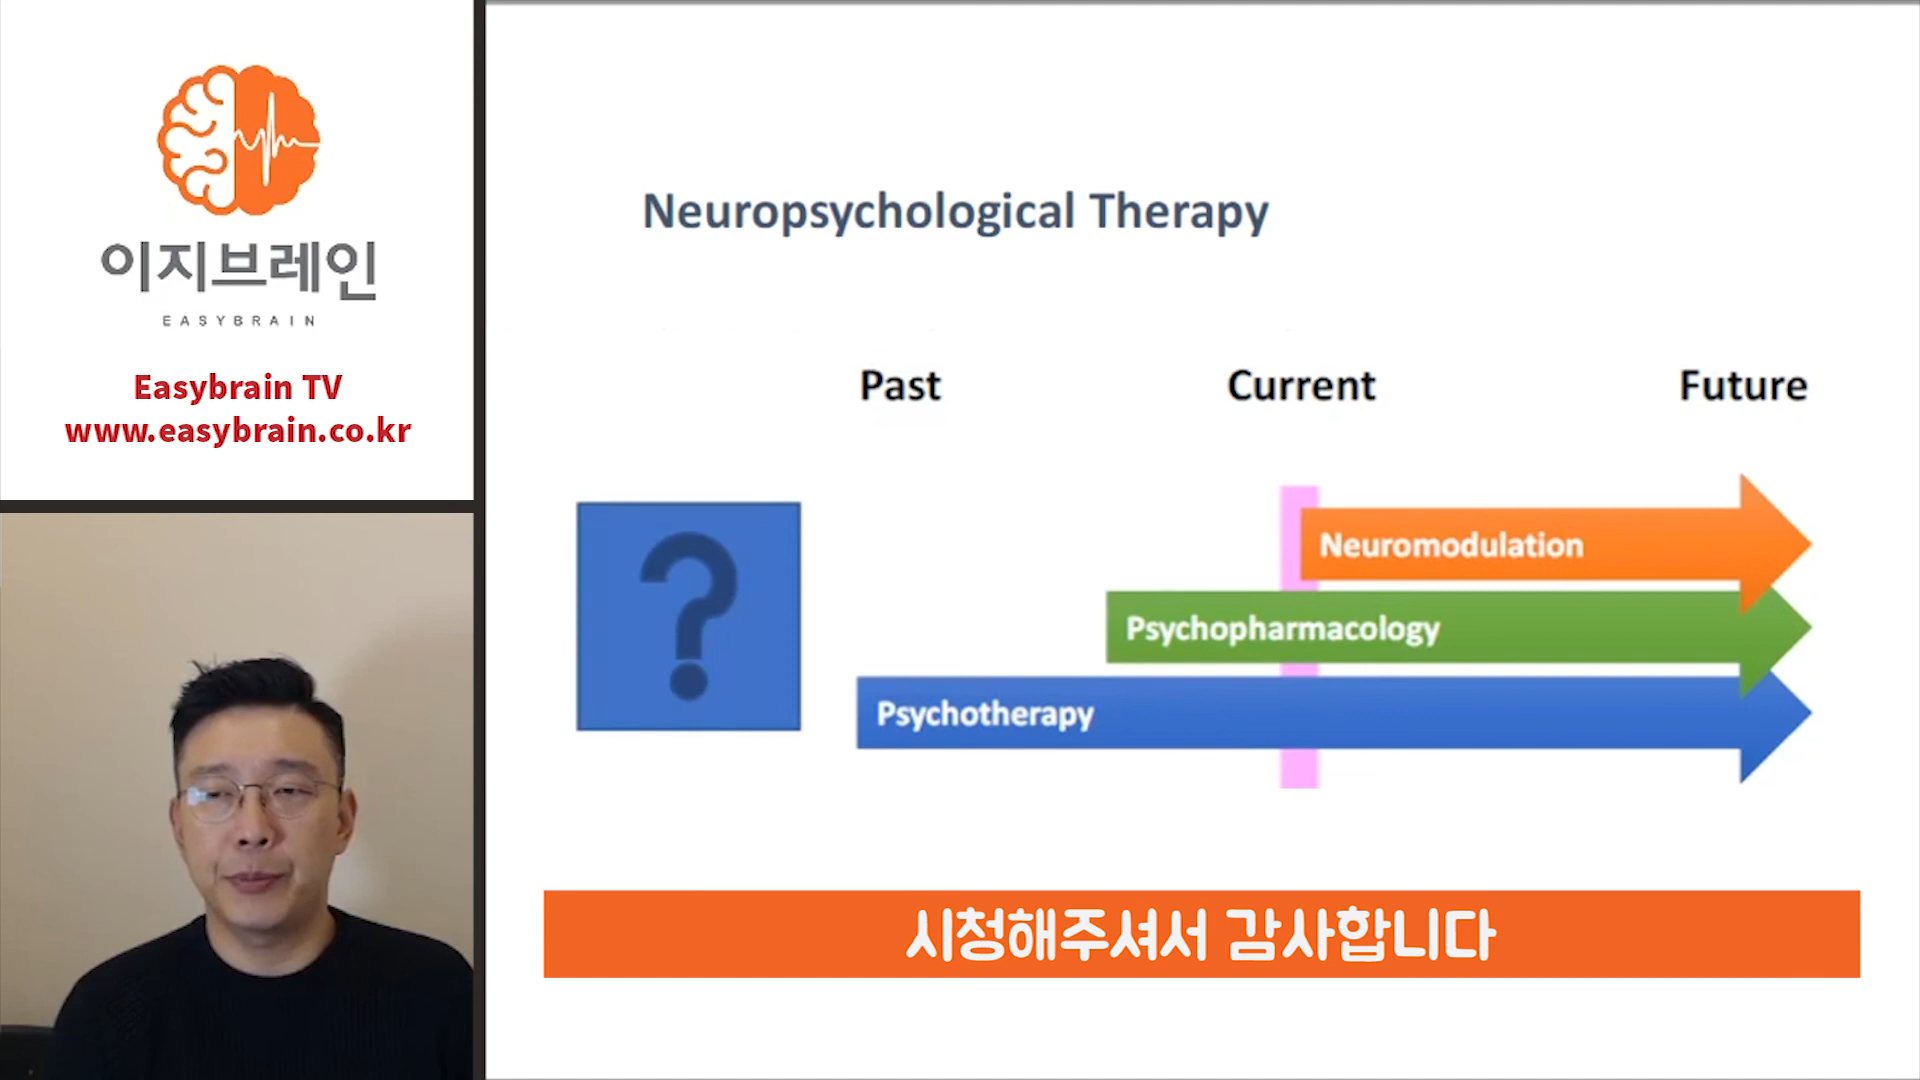 이지브레인
EASYBRAIN
Easybrain TV
www.easybrain.co.kr
Neuropsychological Therapy
Past
Current
Future
?
Neuromodulation
Psychopharmacology
Psychotherapy
시청해주셔서 감사합니다